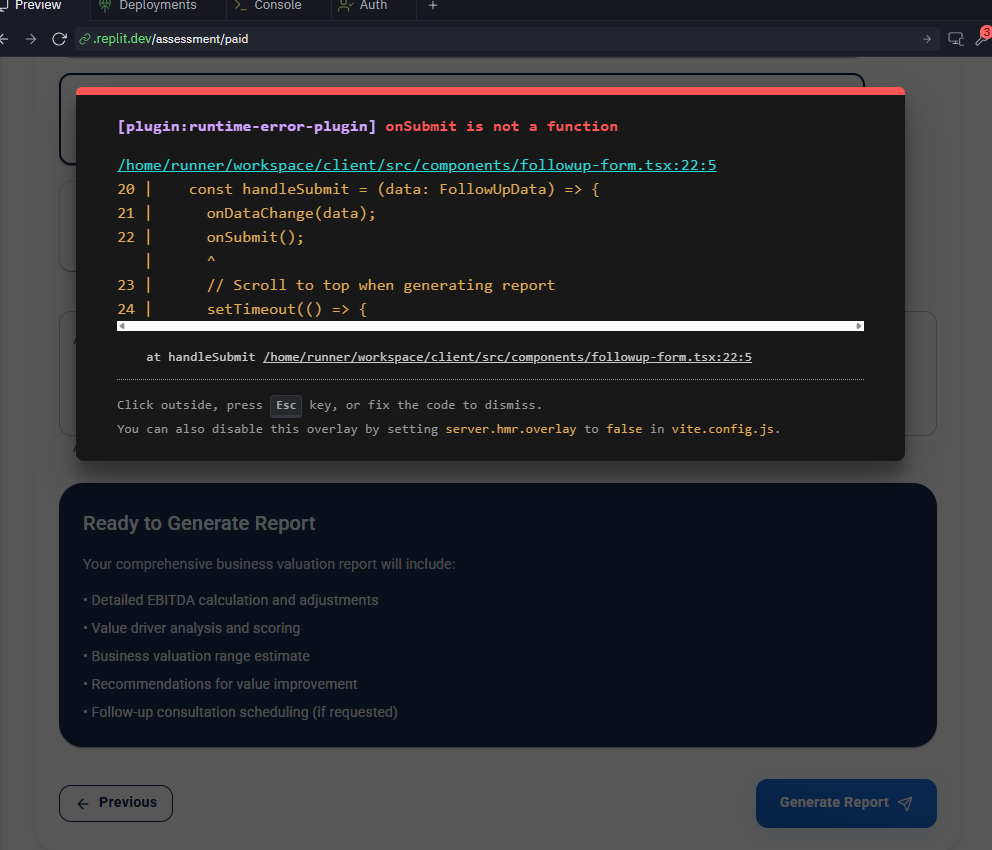 Preview Deployments Console Auth
.replit.dev/assessment/paid 3
[plugin:runtime-error-plugin] onSubmit is not a function
/home/runner/workspace/client/src/components/followup-form.tsx:22:5
20 | const handleSubmit = (data: FollowUpData) => {
21 | onDataChange(data);
22 | onSubmit();
| ^
23 | // Scroll to top when generating report
24 | setTimeout(() => {
at handleSubmit /home/runner/workspace/client/src/components/followup-form.tsx:22:5
Click outside, press Esc key, or fix the code to dismiss.
You can also disable this overlay by setting server.hmr.overlay to false in vite.config.js.
Ready to Generate Report
Your comprehensive business valuation report will include:
• Detailed EBITDA calculation and adjustments
• Value driver analysis and scoring
• Business valuation range estimate
• Recommendations for value improvement
• Follow-up consultation scheduling (if requested)
Previous
Generate Report